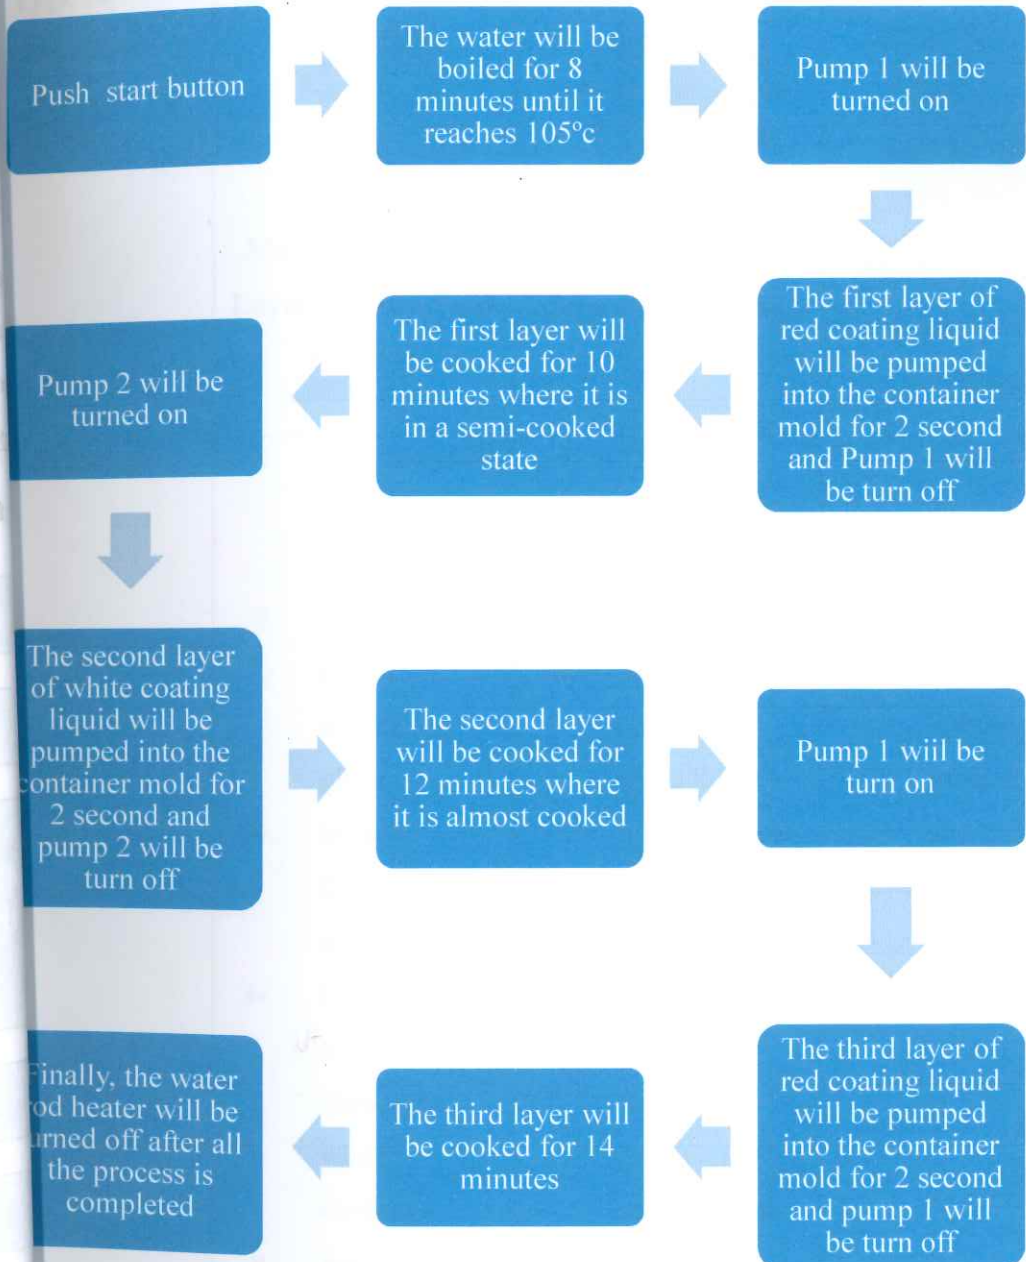 Push start button
The water will be
boiled for 8
minutes until it
reaches 105°c
Pump 1 will be
turned on
The first layer of
red coating liquid
will be pumped
into the container
mold for 2 second
and Pump 1 will
be turn off
The first layer will
be cooked for 10
minutes where it is
in a semi-cooked
state
Pump 2 will be
turned on
The second layer
of white coating
liquid will be
pumped into the
container mold for
2 second and
pump 2 will be
turn off
The second layer
will be cooked for
12 minutes where
it is almost cooked
Pump 1 wiil be
turn on
The third layer of
red coating liquid
will be pumped
into the container
mold for 2 second
and pump 1 will
be turn off
The third layer will
be cooked for 14
minutes
Finally, the water
rod heater will be
turned off after all
the process is
completed